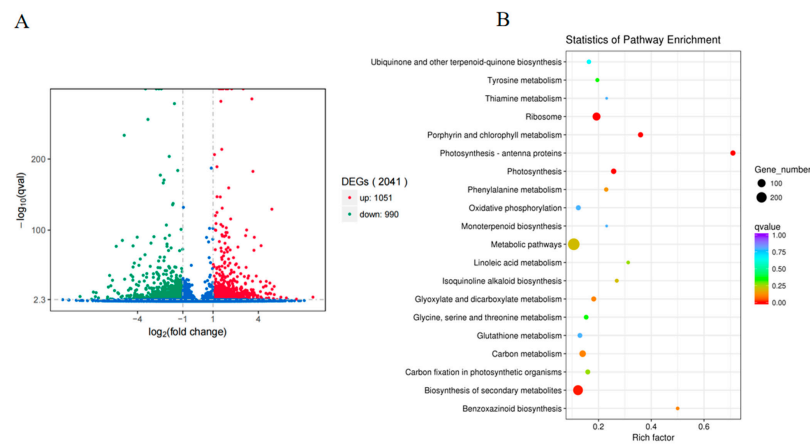 A
B
Statistics of Pathway Enrichment
200
100
2.3
−log₁₀(qval)
−4
−1
1
4
log₂(fold change)
DEGs ( 2041 )
up: 1051
down: 990
Ubiquinone and other terpenoid-quinone biosynthesis
Tyrosine metabolism
Thiamine metabolism
Ribosome
Porphyrin and chlorophyll metabolism
Photosynthesis - antenna proteins
Photosynthesis
Phenylalanine metabolism
Oxidative phosphorylation
Monoterpenoid biosynthesis
Metabolic pathways
Linoleic acid metabolism
Isoquinoline alkaloid biosynthesis
Glyoxylate and dicarboxylate metabolism
Glycine, serine and threonine metabolism
Glutathione metabolism
Carbon metabolism
Carbon fixation in photosynthetic organisms
Biosynthesis of secondary metabolites
Benzoxazinoid biosynthesis
0.2
0.4
0.6
Rich factor
Gene_number
100
200
qvalue
1.00
0.75
0.50
0.25
0.00